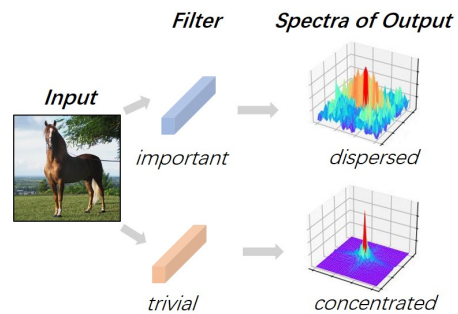 Filter
Spectra of Output
Input
important
dispersed
trivial
concentrated